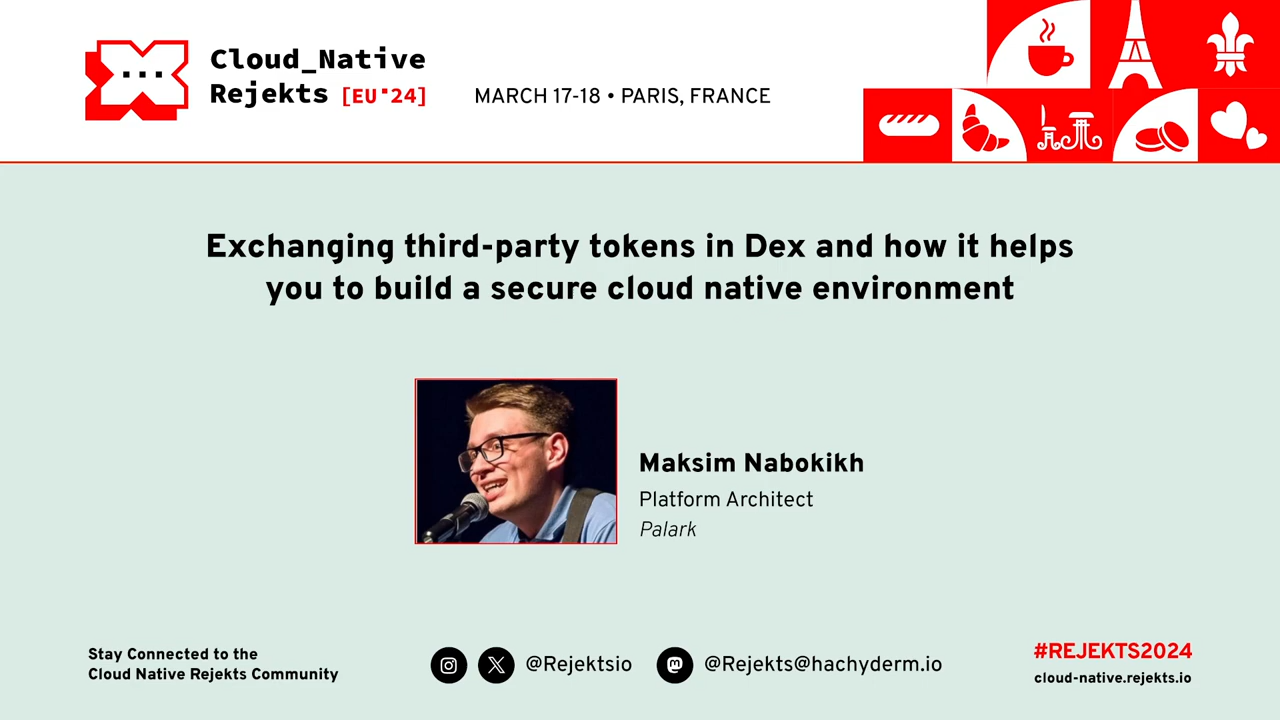 Cloud_Native
Rejekts [EU'24]
MARCH 17-18 • PARIS, FRANCE
Exchanging third-party tokens in Dex and how it helps
you to build a secure cloud native environment
Maksim Nabokikh
Platform Architect
Palark
Stay Connected to the
Cloud Native Rejekts Community
@Rejektsio
@Rejekts@hachyderm.io
#REJEKTS2024
cloud-native.rejekts.io